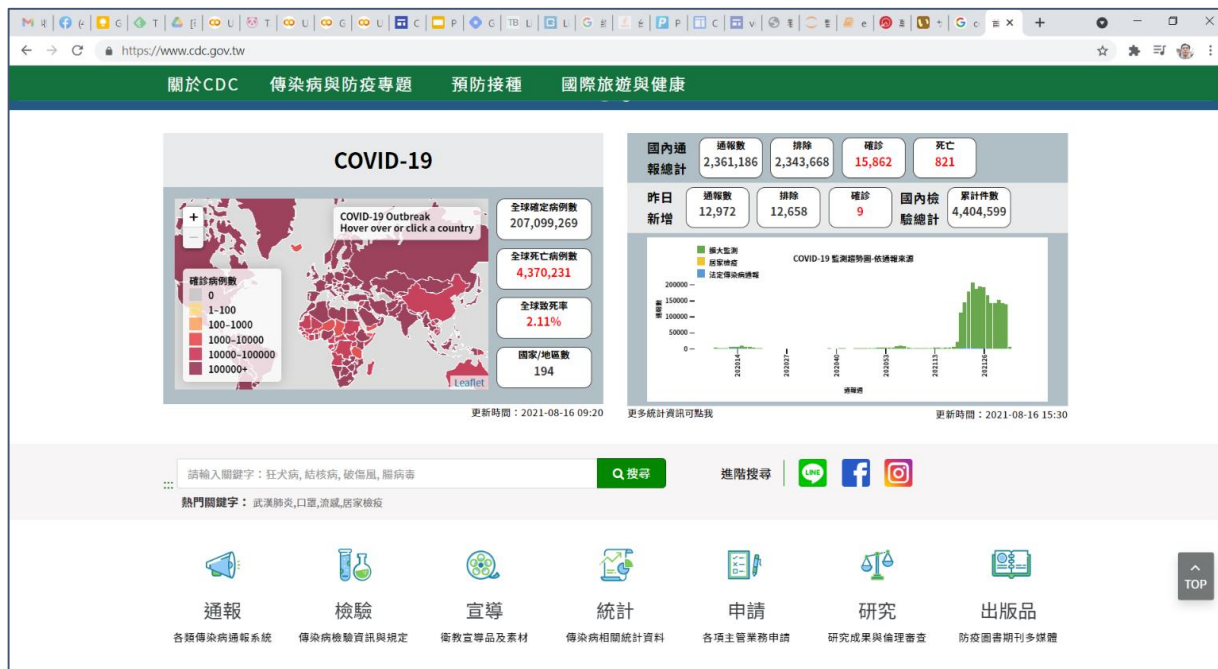 https://www.cdc.gov.tw
關於CDC 傳染病與防疫專題 預防接種 國際旅遊與健康
COVID-19
+
−
COVID-19 Outbreak
Hover over or click a country
確診病例數
0
1–100
100–1000
1000–10000
10000–100000
100000+
Leaflet
全球確定病例數
207,099,269
全球死亡病例數
4,370,231
全球致死率
2.11%
國家/地區數
194
更新時間：2021-08-16 09:20
國內通報總計
通報數
2,361,186
排除
2,343,668
確診
15,862
死亡
821
昨日新增
通報數
12,972
排除
12,658
確診
9
國內檢驗總計
累計件數
4,404,599
擴大監測
居家檢疫
法定傳染病通報
COVID-19 監測趨勢圖-依通報來源
通報數
200000
150000
100000
50000
0
202014
202027
202040
202053
202113
202126
通報週
更多統計資訊可點我
更新時間：2021-08-16 15:30
請輸入關鍵字：狂犬病, 結核病, 破傷風, 腸病毒
搜尋
進階搜尋
LINE
熱門關鍵字： 武漢肺炎,口罩,流感,居家檢疫
通報 檢驗 宣導 統計 申請 研究 出版品
各類傳染病通報系統 傳染病檢驗資訊與規定 衛教宣導品及素材 傳染病相關統計資料 各項主管業務申請 研究成果與倫理審查 防疫圖書期刊多媒體
TOP